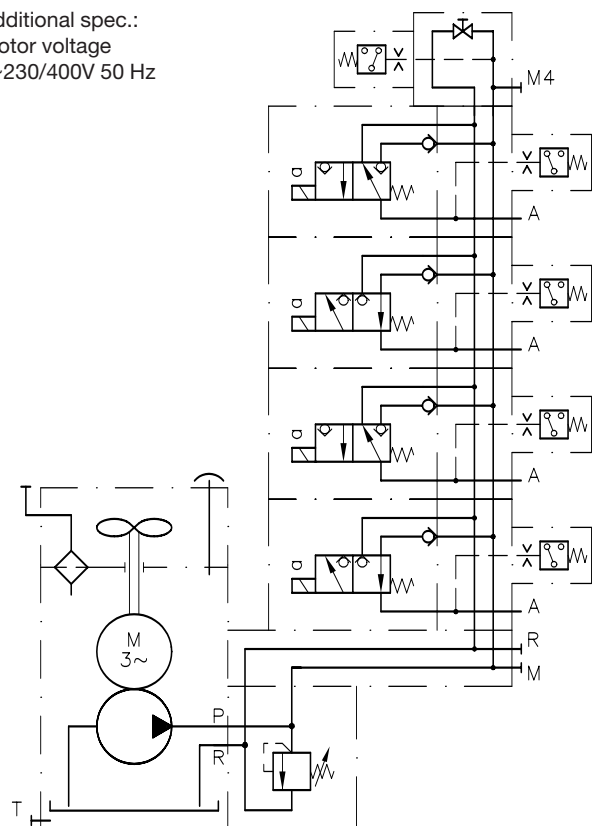 dditional spec.:
otor voltage
~230/400V 50 Hz
M4
a
A
a
A
a
A
a
A
R
M
M
3~
P
R
T